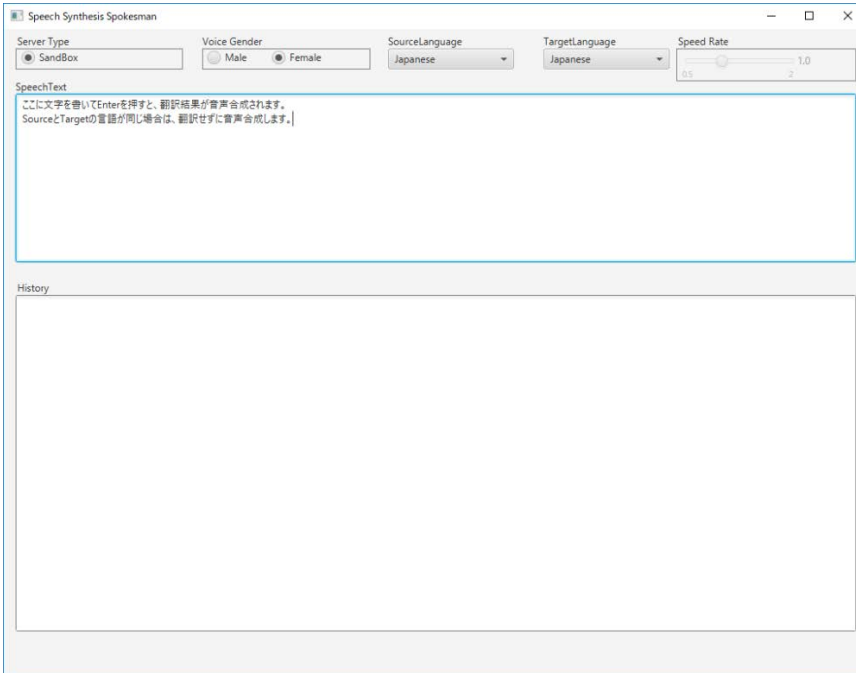 Speech Synthesis Spokesman
Server Type
SandBox
Voice Gender
Male
Female
SourceLanguage
Japanese
TargetLanguage
Japanese
Speed Rate
1.0
0.5
2
SpeechText
ここに文字を書いてEnterを押すと、翻訳結果が音声合成されます。
SourceとTargetの言語が同じ場合は、翻訳せずに音声合成します。
History